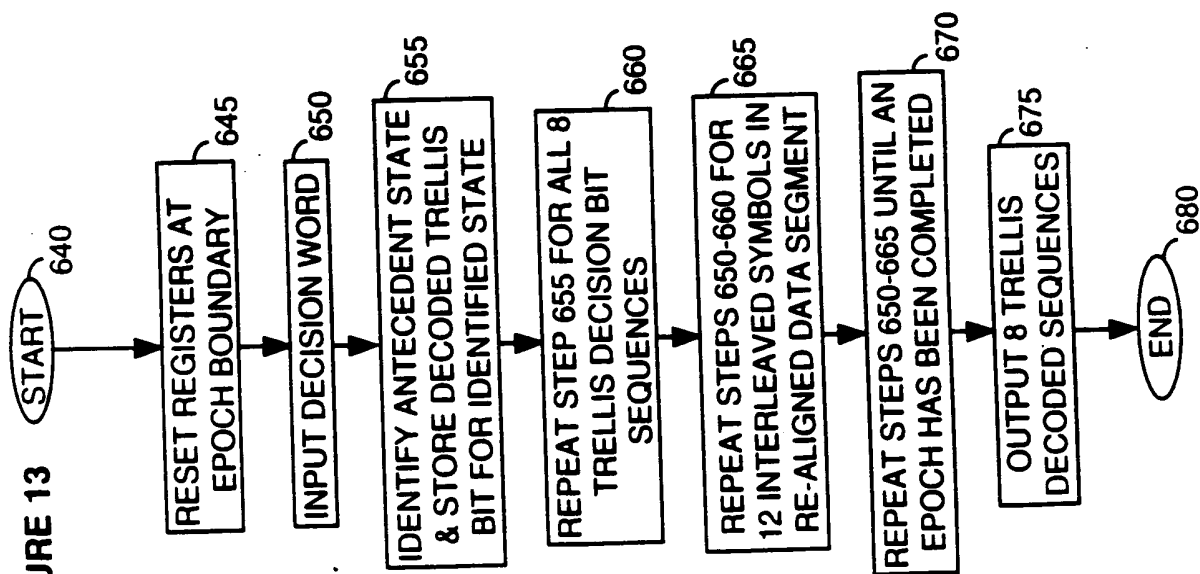 URE 13
START
640
RESET REGISTERS AT
EPOCH BOUNDARY
645
INPUT DECISION WORD
650
IDENTIFY ANTECEDENT STATE
& STORE DECODED TRELLIS
BIT FOR IDENTIFIED STATE
655
REPEAT STEP 655 FOR ALL 8
TRELLIS DECISION BIT
SEQUENCES
660
REPEAT STEPS 650-660 FOR
12 INTERLEAVED SYMBOLS IN
RE-ALIGNED DATA SEGMENT
665
REPEAT STEPS 650-665 UNTIL AN
EPOCH HAS BEEN COMPLETED
670
OUTPUT 8 TRELLIS
DECODED SEQUENCES
675
END
680